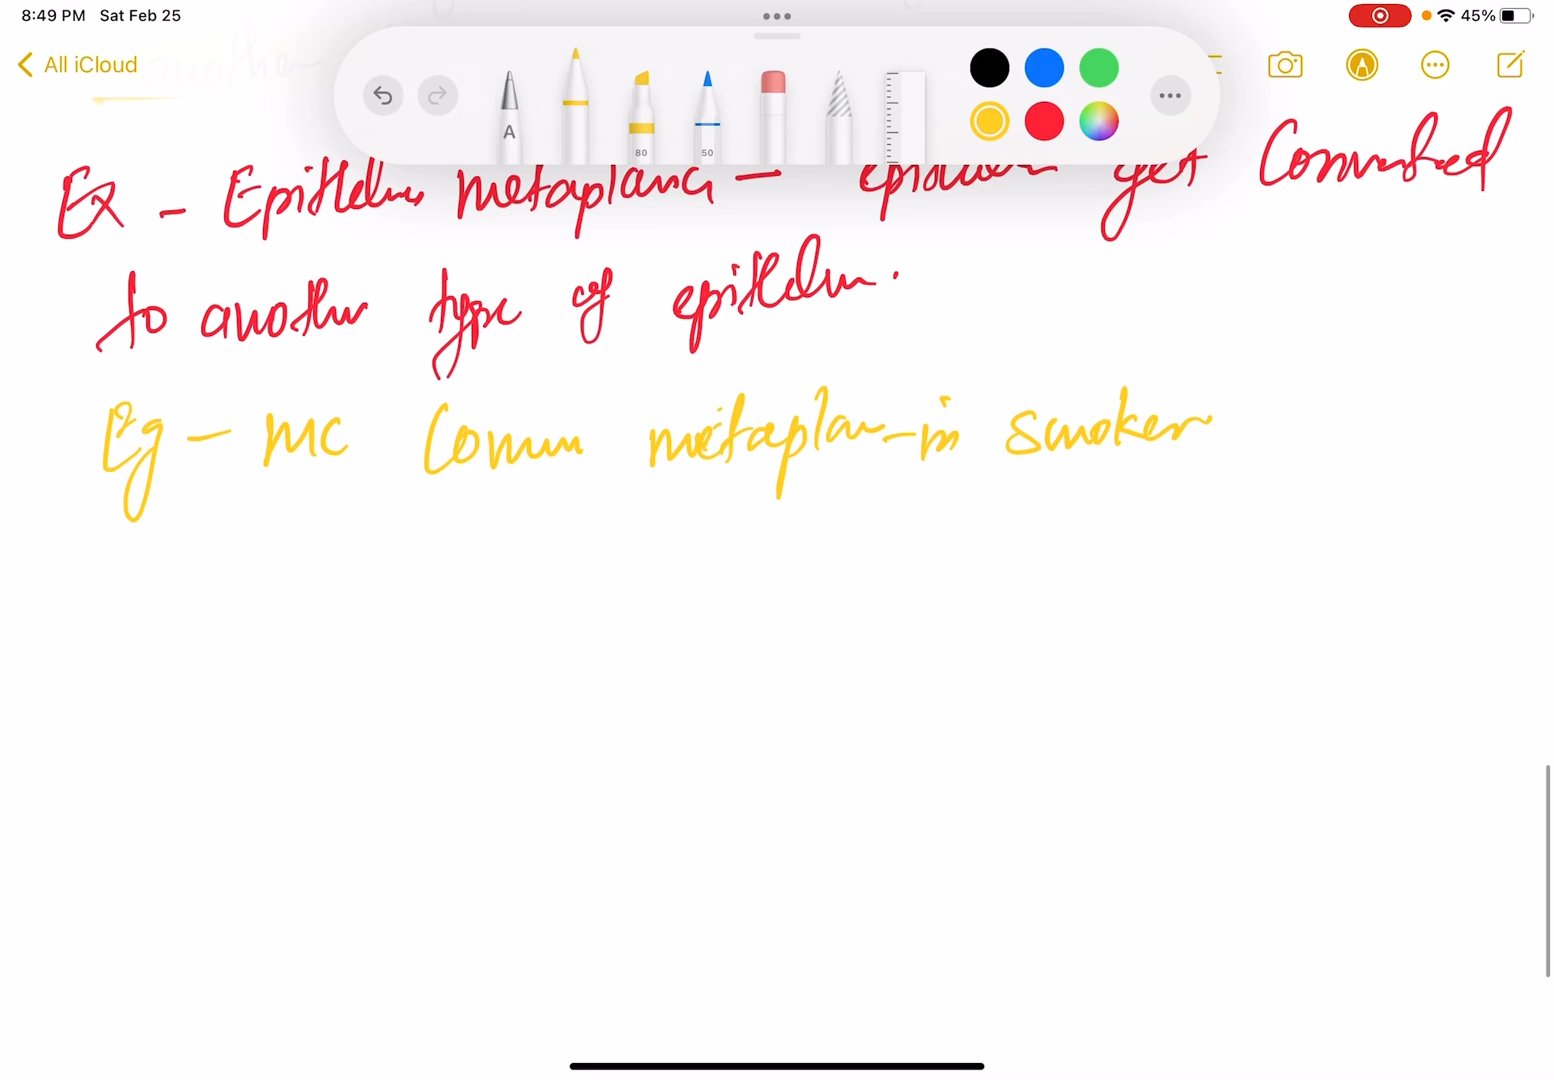 8:49 PM Sat Feb 25
45%
All iCloud
another
A
80
50
Ex - Epithelium metaplasia - get Converted
to another type of epithelium.
Eg - MC Common metaplasia - in smoker